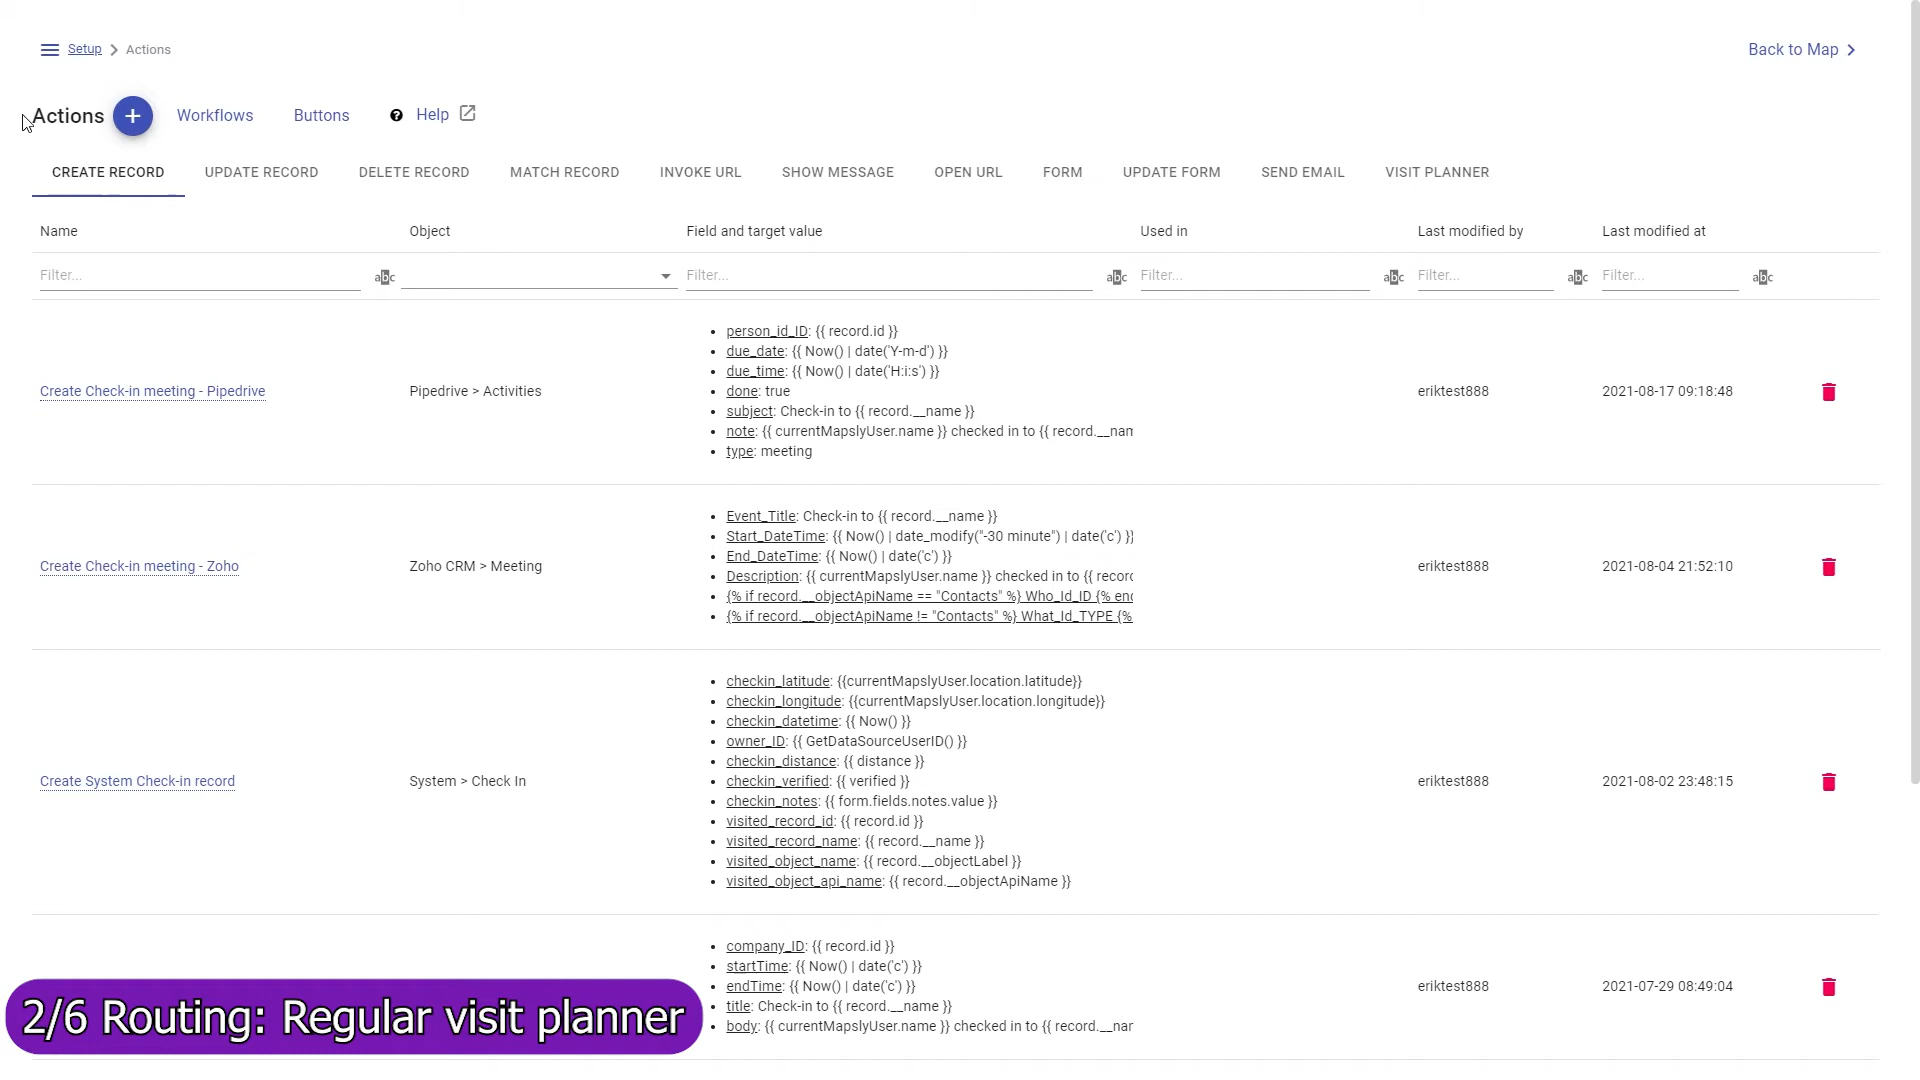 Setup > Actions
Back to Map >
Actions + Workflows Buttons ? Help
CREATE RECORD UPDATE RECORD DELETE RECORD MATCH RECORD INVOKE URL SHOW MESSAGE OPEN URL FORM UPDATE FORM SEND EMAIL VISIT PLANNER
Name Object Field and target value Used in Last modified by Last modified at
Filter... abc Filter... abc Filter... abc Filter... abc Filter... abc
person_id_ID: {{ record.id }}
due_date: {{ Now() | date('Y-m-d') }}
due_time: {{ Now() | date('H:i:s') }}
Create Check-in meeting - Pipedrive Pipedrive > Activities done: true eriktest888 2021-08-17 09:18:48
subject: Check-in to {{ record.__name }}
note: {{ currentMapslyUser.name }} checked in to {{ record.__nam
type: meeting
Event_Title: Check-in to {{ record.__name }}
Start_DateTime: {{ Now() | date_modify("-30 minute") | date('c') }}
End_DateTime: {{ Now() | date('c') }}
Create Check-in meeting - Zoho Zoho CRM > Meeting eriktest888 2021-08-04 21:52:10
Description: {{ currentMapslyUser.name }} checked in to {{ recorc
{% if record.__objectApiName == "Contacts" %} Who_Id_ID {% enc
{% if record.__objectApiName != "Contacts" %} What_Id_TYPE {%
checkin_latitude: {{currentMapslyUser.location.latitude}}
checkin_longitude: {{currentMapslyUser.location.longitude}}
checkin_datetime: {{ Now() }}
owner_ID: {{ GetDataSourceUserID() }}
checkin_distance: {{ distance }}
Create System Check-in record System > Check In checkin_verified: {{ verified }} eriktest888 2021-08-02 23:48:15
checkin_notes: {{ form.fields.notes.value }}
visited_record_id: {{ record.id }}
visited_record_name: {{ record.__name }}
visited_object_name: {{ record.__objectLabel }}
visited_object_api_name: {{ record.__objectApiName }}
company_ID: {{ record.id }}
startTime: {{ Now() | date('c') }}
endTime: {{ Now() | date('c') }} eriktest888 2021-07-29 08:49:04
title: Check-in to {{ record.__name }}
body: {{ currentMapslyUser.name }} checked in to {{ record.__nar
2/6 Routing: Regular visit planner